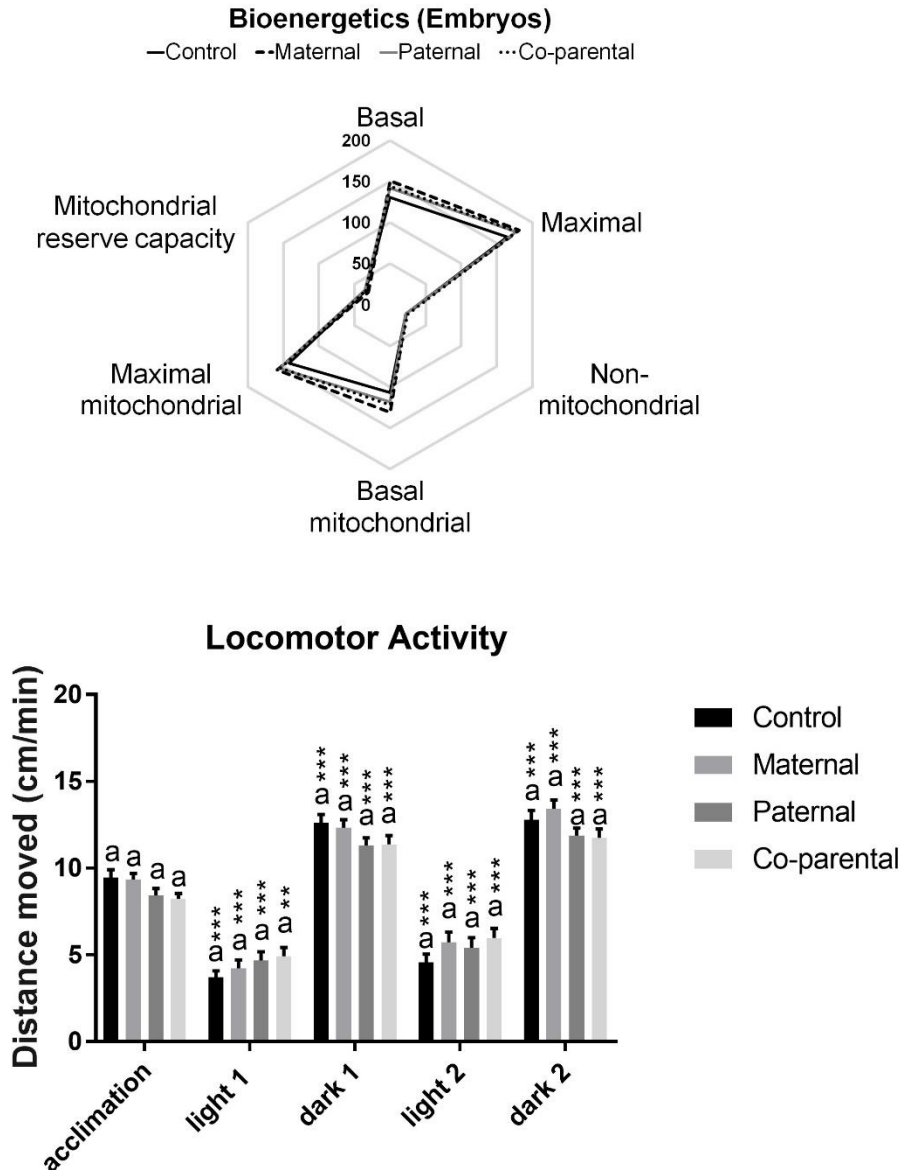 Bioenergetics (Embryos)
Control Maternal Paternal Co-parental
Basal
200
150
100
50
0
Mitochondrial
reserve capacity
Maximal
Maximal
mitochondrial
Non-
mitochondrial
Basal
mitochondrial
Locomotor Activity
Distance moved (cm/min)
20
15
10
5
0
a a a a
a*** a*** a*** a**
a*** a*** a*** a***
a*** a*** a*** a***
a*** a*** a*** a***
acclimation light 1 dark 1 light 2 dark 2
Control
Maternal
Paternal
Co-parental